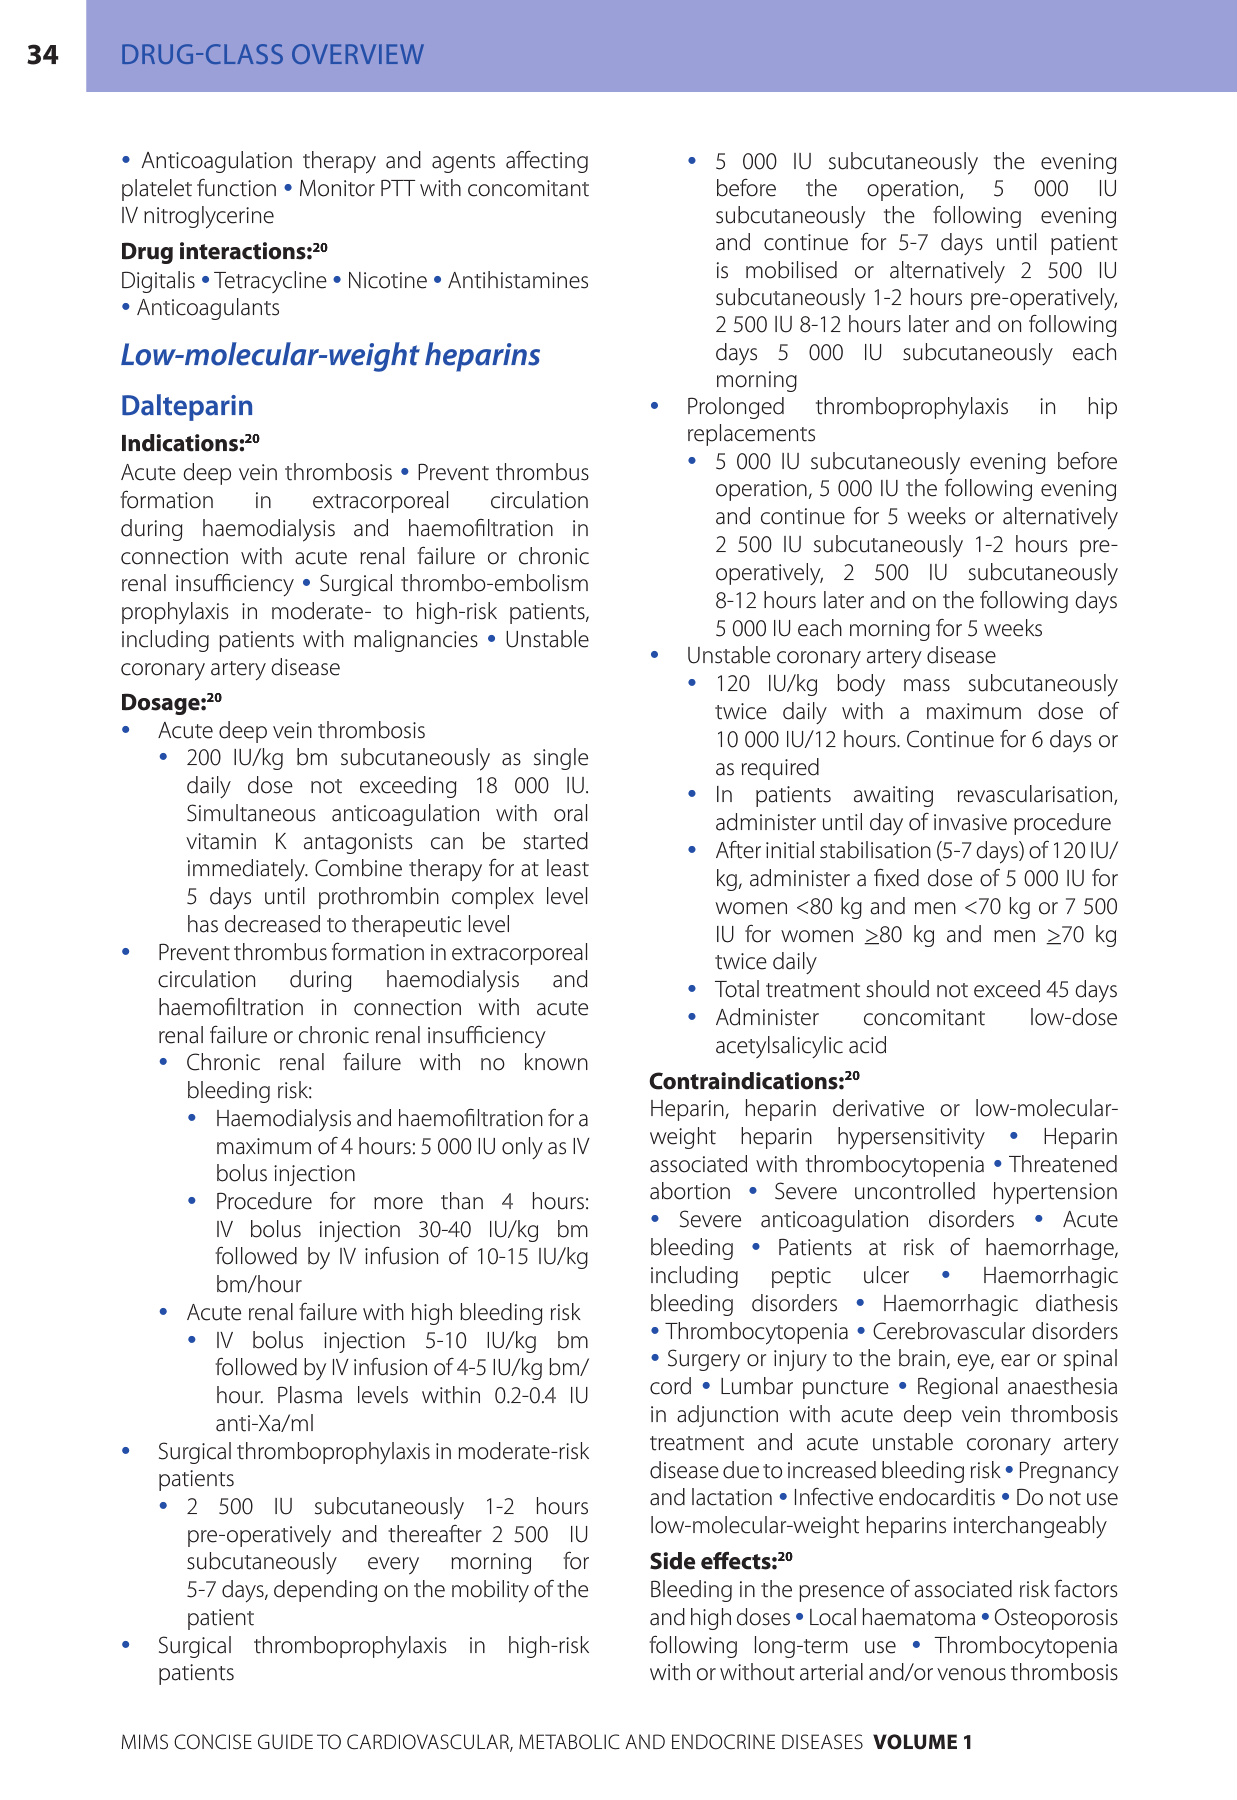 34
DRUG-CLASS OVERVIEW
• Anticoagulation therapy and agents affecting
platelet function • Monitor PTT with concomitant
IV nitroglycerine
Drug interactions:20
Digitalis • Tetracycline • Nicotine • Antihistamines
• Anticoagulants
Low-molecular-weight heparins
Dalteparin
Indications:20
Acute deep vein thrombosis • Prevent thrombus
formation in extracorporeal circulation
during haemodialysis and haemofiltration in
connection with acute renal failure or chronic
renal insufficiency • Surgical thrombo-embolism
prophylaxis in moderate- to high-risk patients,
including patients with malignancies • Unstable
coronary artery disease
Dosage:20
• Acute deep vein thrombosis
• 200 IU/kg bm subcutaneously as single
daily dose not exceeding 18 000 IU.
Simultaneous anticoagulation with oral
vitamin K antagonists can be started
immediately. Combine therapy for at least
5 days until prothrombin complex level
has decreased to therapeutic level
• Prevent thrombus formation in extracorporeal
circulation during haemodialysis and
haemofiltration in connection with acute
renal failure or chronic renal insufficiency
• Chronic renal failure with no known
bleeding risk:
• Haemodialysis and haemofiltration for a
maximum of 4 hours: 5 000 IU only as IV
bolus injection
• Procedure for more than 4 hours:
IV bolus injection 30-40 IU/kg bm
followed by IV infusion of 10-15 IU/kg
bm/hour
• Acute renal failure with high bleeding risk
• IV bolus injection 5-10 IU/kg bm
followed by IV infusion of 4-5 IU/kg bm/
hour. Plasma levels within 0.2-0.4 IU
anti-Xa/ml
• Surgical thromboprophylaxis in moderate-risk
patients
• 2 500 IU subcutaneously 1-2 hours
pre-operatively and thereafter 2 500 IU
subcutaneously every morning for
5-7 days, depending on the mobility of the
patient
• Surgical thromboprophylaxis in high-risk
patients
• 5 000 IU subcutaneously the evening
before the operation, 5 000 IU
subcutaneously the following evening
and continue for 5-7 days until patient
is mobilised or alternatively 2 500 IU
subcutaneously 1-2 hours pre-operatively,
2 500 IU 8-12 hours later and on following
days 5 000 IU subcutaneously each
morning
• Prolonged thromboprophylaxis in hip
replacements
• 5 000 IU subcutaneously evening before
operation, 5 000 IU the following evening
and continue for 5 weeks or alternatively
2 500 IU subcutaneously 1-2 hours pre-
operatively, 2 500 IU subcutaneously
8-12 hours later and on the following days
5 000 IU each morning for 5 weeks
• Unstable coronary artery disease
• 120 IU/kg body mass subcutaneously
twice daily with a maximum dose of
10 000 IU/12 hours. Continue for 6 days or
as required
• In patients awaiting revascularisation,
administer until day of invasive procedure
• After initial stabilisation (5-7 days) of 120 IU/
kg, administer a fixed dose of 5 000 IU for
women <80 kg and men <70 kg or 7 500
IU for women ≥80 kg and men ≥70 kg
twice daily
• Total treatment should not exceed 45 days
• Administer concomitant low-dose
acetylsalicylic acid
Contraindications:20
Heparin, heparin derivative or low-molecular-
weight heparin hypersensitivity • Heparin
associated with thrombocytopenia • Threatened
abortion • Severe uncontrolled hypertension
• Severe anticoagulation disorders • Acute
bleeding • Patients at risk of haemorrhage,
including peptic ulcer • Haemorrhagic
bleeding disorders • Haemorrhagic diathesis
• Thrombocytopenia • Cerebrovascular disorders
• Surgery or injury to the brain, eye, ear or spinal
cord • Lumbar puncture • Regional anaesthesia
in adjunction with acute deep vein thrombosis
treatment and acute unstable coronary artery
disease due to increased bleeding risk • Pregnancy
and lactation • Infective endocarditis • Do not use
low-molecular-weight heparins interchangeably
Side effects:20
Bleeding in the presence of associated risk factors
and high doses • Local haematoma • Osteoporosis
following long-term use • Thrombocytopenia
with or without arterial and/or venous thrombosis
MIMS CONCISE GUIDE TO CARDIOVASCULAR, METABOLIC AND ENDOCRINE DISEASES VOLUME 1